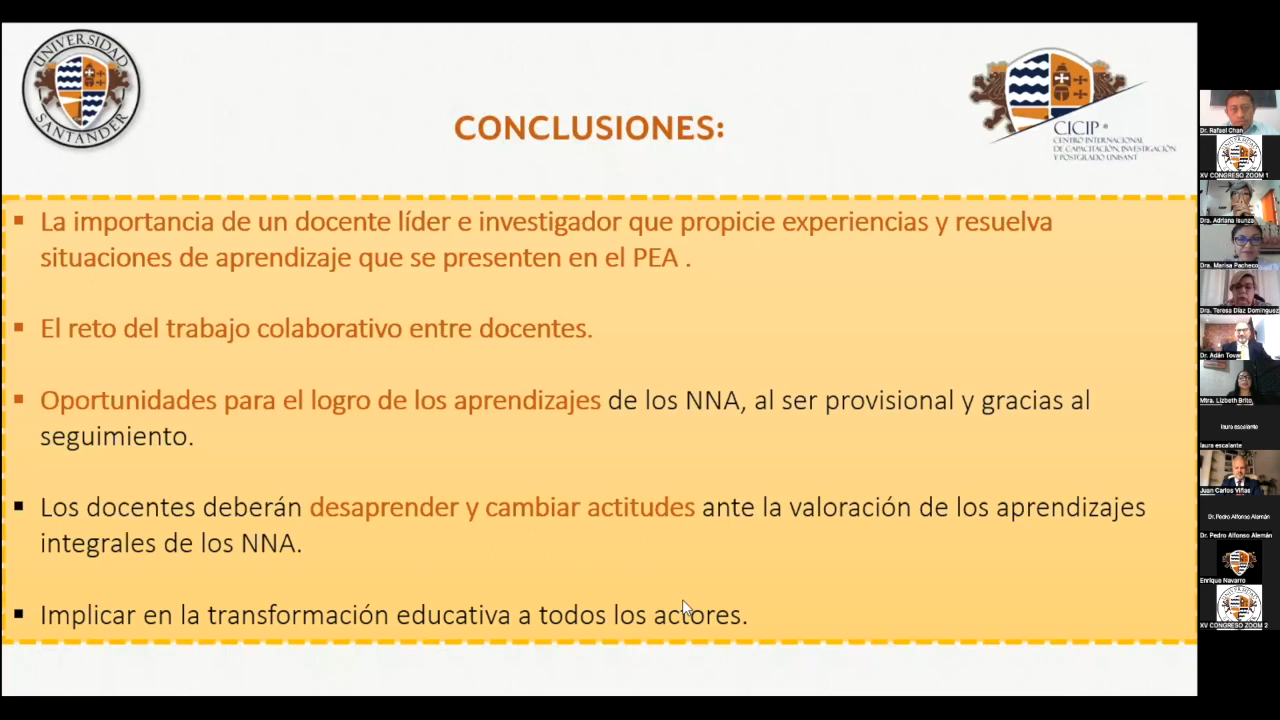 UNIVERSIDAD
SANTANDER
CONCLUSIONES:
CICIP ®
CENTRO INTERNACIONAL
DE CAPACITACIÓN, INVESTIGACIÓN
Y POSTGRADO UNISANT
▪ La importancia de un docente líder e investigador que propicie experiencias y resuelva
situaciones de aprendizaje que se presenten en el PEA .
▪ El reto del trabajo colaborativo entre docentes.
▪ Oportunidades para el logro de los aprendizajes de los NNA, al ser provisional y gracias al
seguimiento.
▪ Los docentes deberán desaprender y cambiar actitudes ante la valoración de los aprendizajes
integrales de los NNA.
▪ Implicar en la transformación educativa a todos los actores.
Dr. Rafael Chan
XV CONGRESO ZOOM 1
Dra. Adriana Isunza
Dra. Marisa Pacheco
Dra. Teresa Díaz Domínguez
Dr. Adán Tovar
Mtra. Lizbeth Brito
laura escalante
laura escalante
Juan Carlos Viñas
Dr. Pedro Alfonso Alemán
Dr. Pedro Alfonso Alemán
Enrique Navarro
XV CONGRESO ZOOM 2